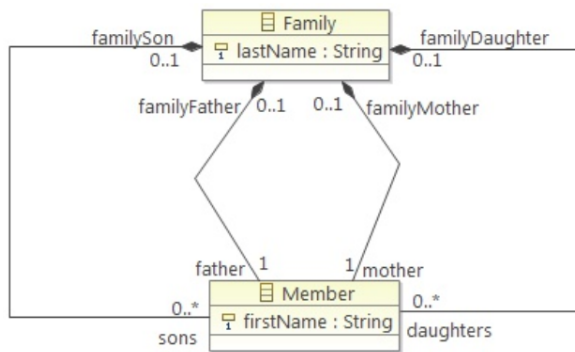 Family
familySon
familyDaughter
0..1
lastName : String
0..1
familyFather
0..1
0..1
familyMother
father
1
1
mother
0..*
Member
0..*
firstName : String
sons
daughters